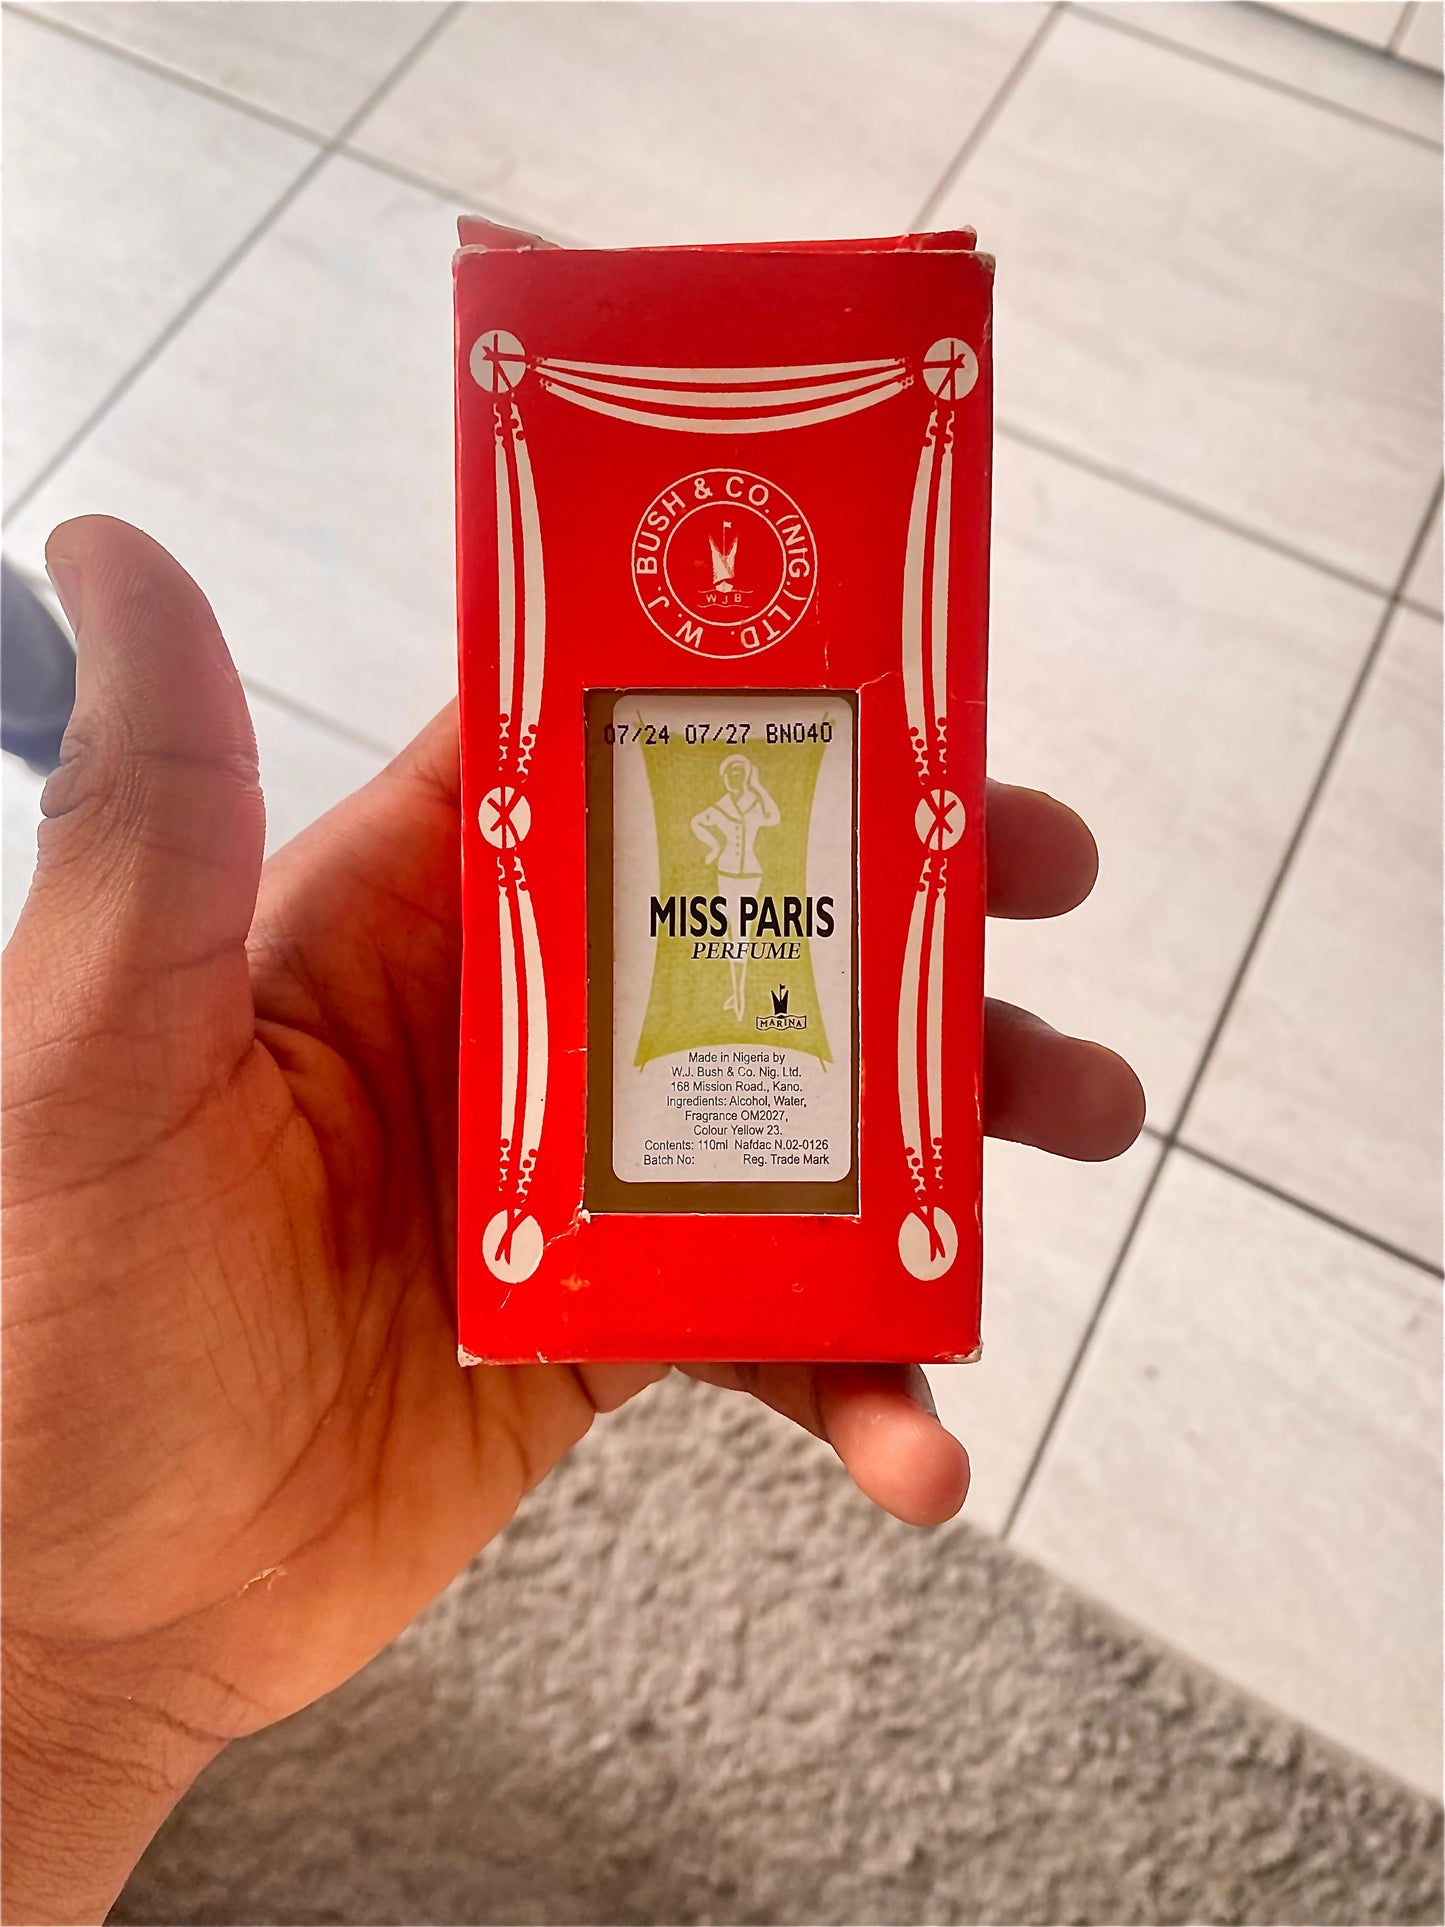 W. J. BUSH & CO. (NIG.) LTD.
W J B
07/24 07/27 BN040
MISS PARIS
PERFUME
MARINA
Made in Nigeria by
W.J. Bush & Co. Nig. Ltd.
168 Mission Road., Kano.
Ingredients: Alcohol, Water,
Fragrance OM2027,
Colour Yellow 23.
Contents: 110ml Nafdac N.02-0126
Batch No: Reg. Trade Mark